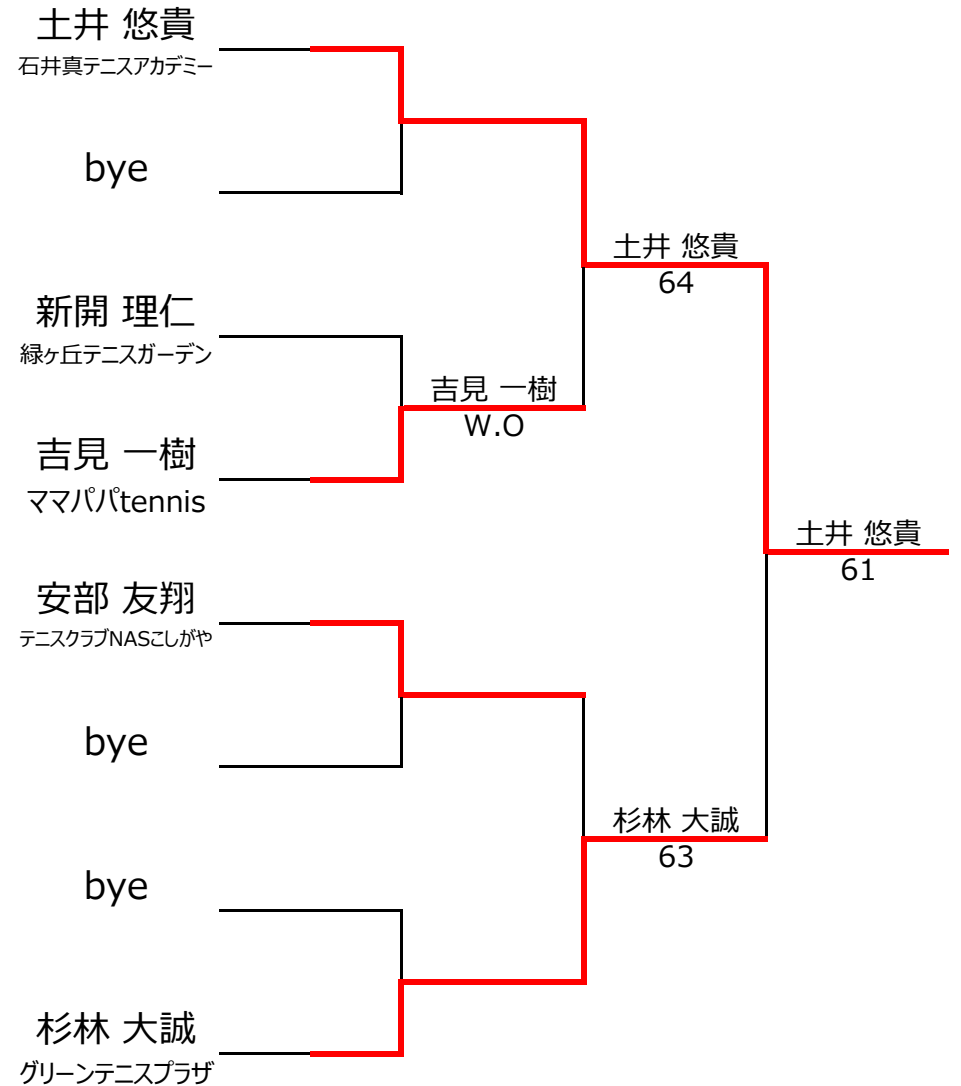 土井 悠貴
石井真テニスアカデミー
bye
新開 理仁
緑ヶ丘テニスガーデン
吉見 一樹
ママパパtennis
安部 友翔
テニスクラブNASこしがや
bye
bye
杉林 大誠
グリーンテニスプラザ
吉見 一樹
W.O
土井 悠貴
64
杉林 大誠
63
土井 悠貴
61